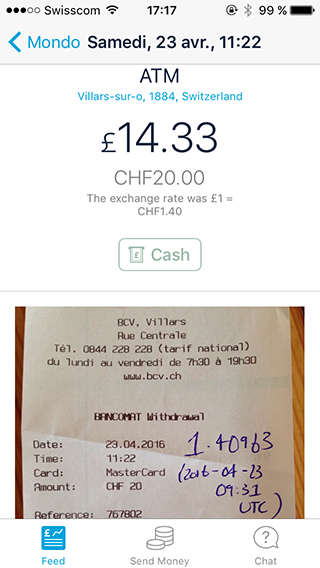 Swisscom 17:17 99 %
Mondo Samedi, 23 avr., 11:22
ATM
Villars-sur-o, 1884, Switzerland
£14.33
CHF20.00
The exchange rate was £1 =
CHF1.40
£ Cash
BCV, Villars
Rue Centrale
Tél. 0844 228 228 (tarif national)
du lundi au vendredi de 7h30 à 19h30
www.bcv.ch
BANCOMAT Withdrawal
Date: 23.04.2016
Time: 11:22
Card: MasterCard
Amount: CHF 20
Reference: 767802
1.40963
(2016-04-23
09:31
UTC)
Feed Send Money Chat